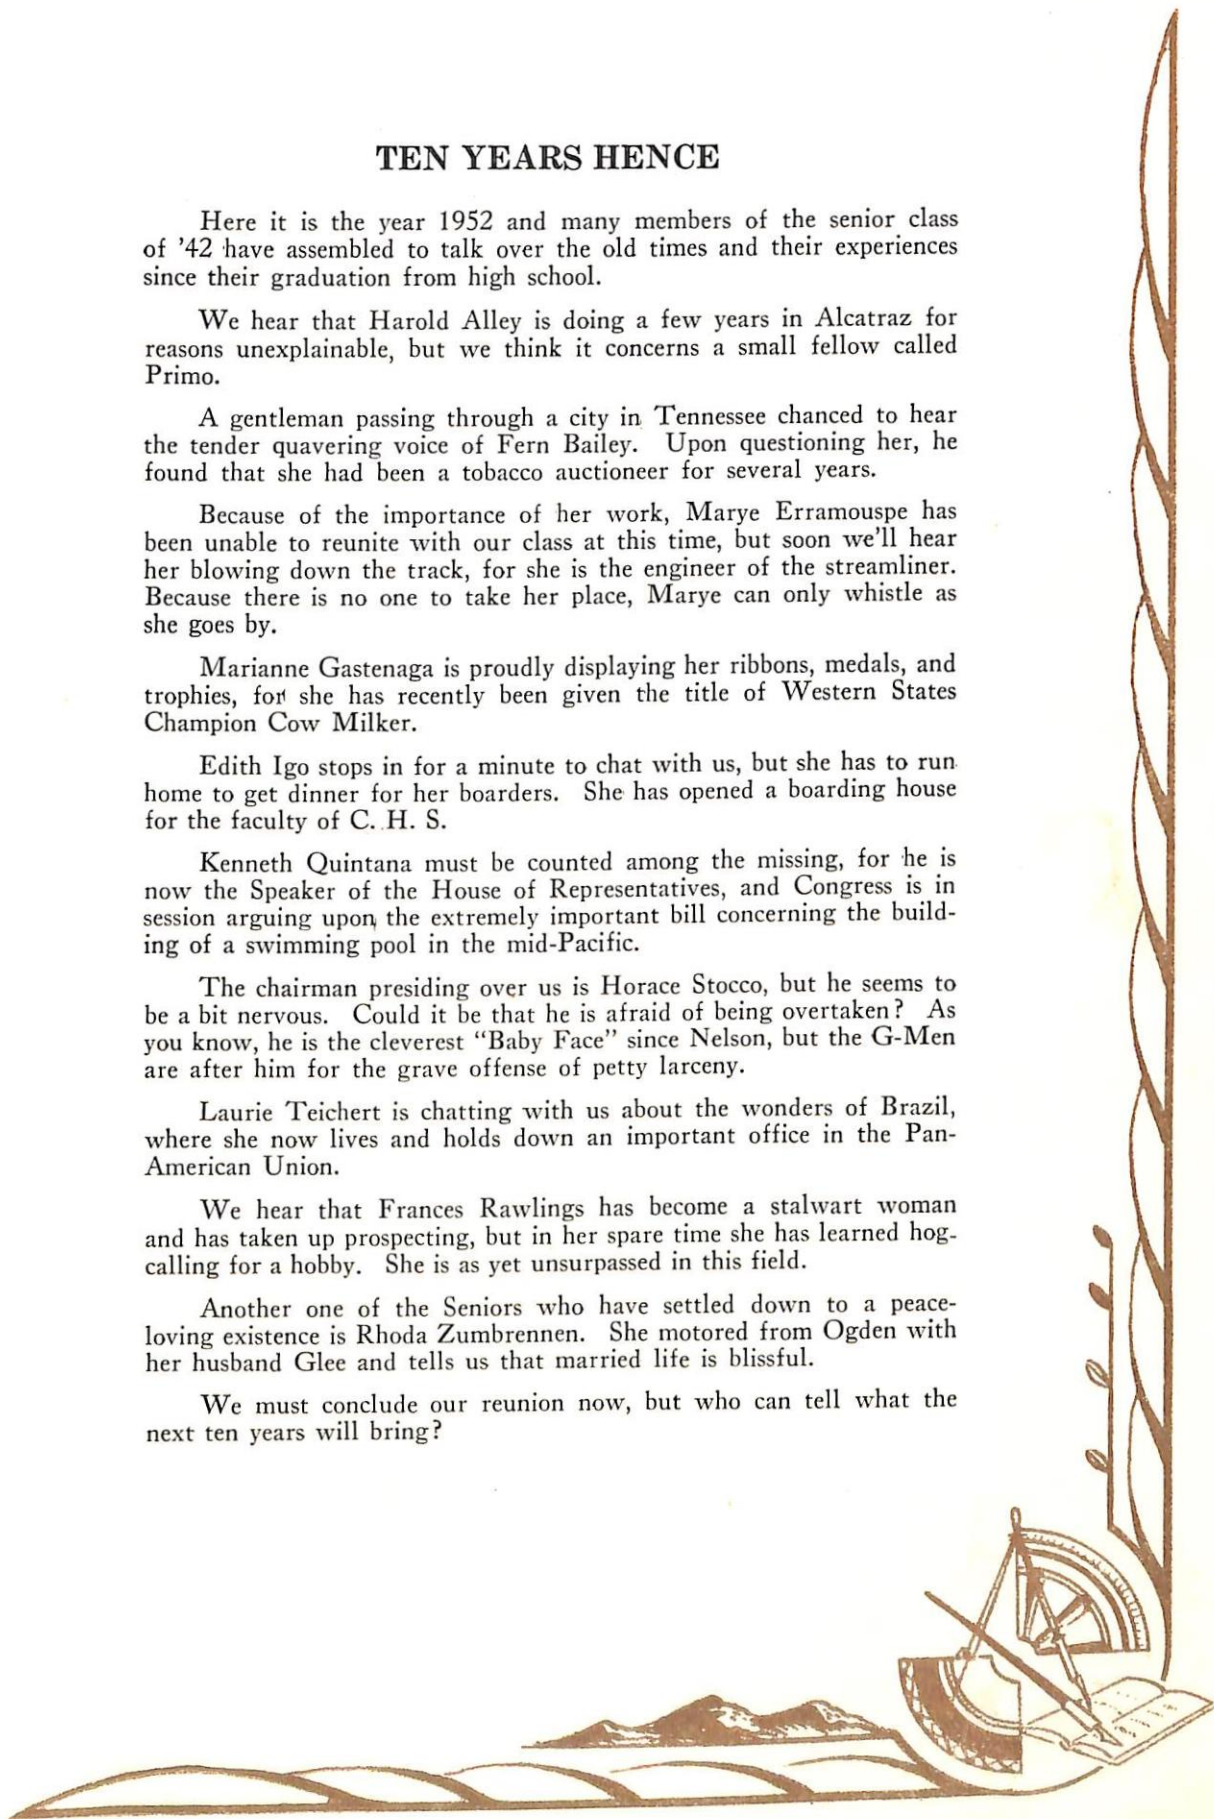 TEN YEARS HENCE
Here it is the year 1952 and many members of the senior class
of '42 have assembled to talk over the old times and their experiences
since their graduation from high school.
We hear that Harold Alley is doing a few years in Alcatraz for
reasons unexplainable, but we think it concerns a small fellow called
Primo.
A gentleman passing through a city in Tennessee chanced to hear
the tender quavering voice of Fern Bailey. Upon questioning her, he
found that she had been a tobacco auctioneer for several years.
Because of the importance of her work, Marye Erramouspe has
been unable to reunite with our class at this time, but soon we'll hear
her blowing down the track, for she is the engineer of the streamliner.
Because there is no one to take her place, Marye can only whistle as
she goes by.
Marianne Gastenaga is proudly displaying her ribbons, medals, and
trophies, for she has recently been given the title of Western States
Champion Cow Milker.
Edith Igo stops in for a minute to chat with us, but she has to run
home to get dinner for her boarders. She has opened a boarding house
for the faculty of C. H. S.
Kenneth Quintana must be counted among the missing, for he is
now the Speaker of the House of Representatives, and Congress is in
session arguing upon the extremely important bill concerning the build-
ing of a swimming pool in the mid-Pacific.
The chairman presiding over us is Horace Stocco, but he seems to
be a bit nervous. Could it be that he is afraid of being overtaken? As
you know, he is the cleverest "Baby Face" since Nelson, but the G-Men
are after him for the grave offense of petty larceny.
Laurie Teichert is chatting with us about the wonders of Brazil,
where she now lives and holds down an important office in the Pan-
American Union.
We hear that Frances Rawlings has become a stalwart woman
and has taken up prospecting, but in her spare time she has learned hog-
calling for a hobby. She is as yet unsurpassed in this field.
Another one of the Seniors who have settled down to a peace-
loving existence is Rhoda Zumbrennen. She motored from Ogden with
her husband Glee and tells us that married life is blissful.
We must conclude our reunion now, but who can tell what the
next ten years will bring?